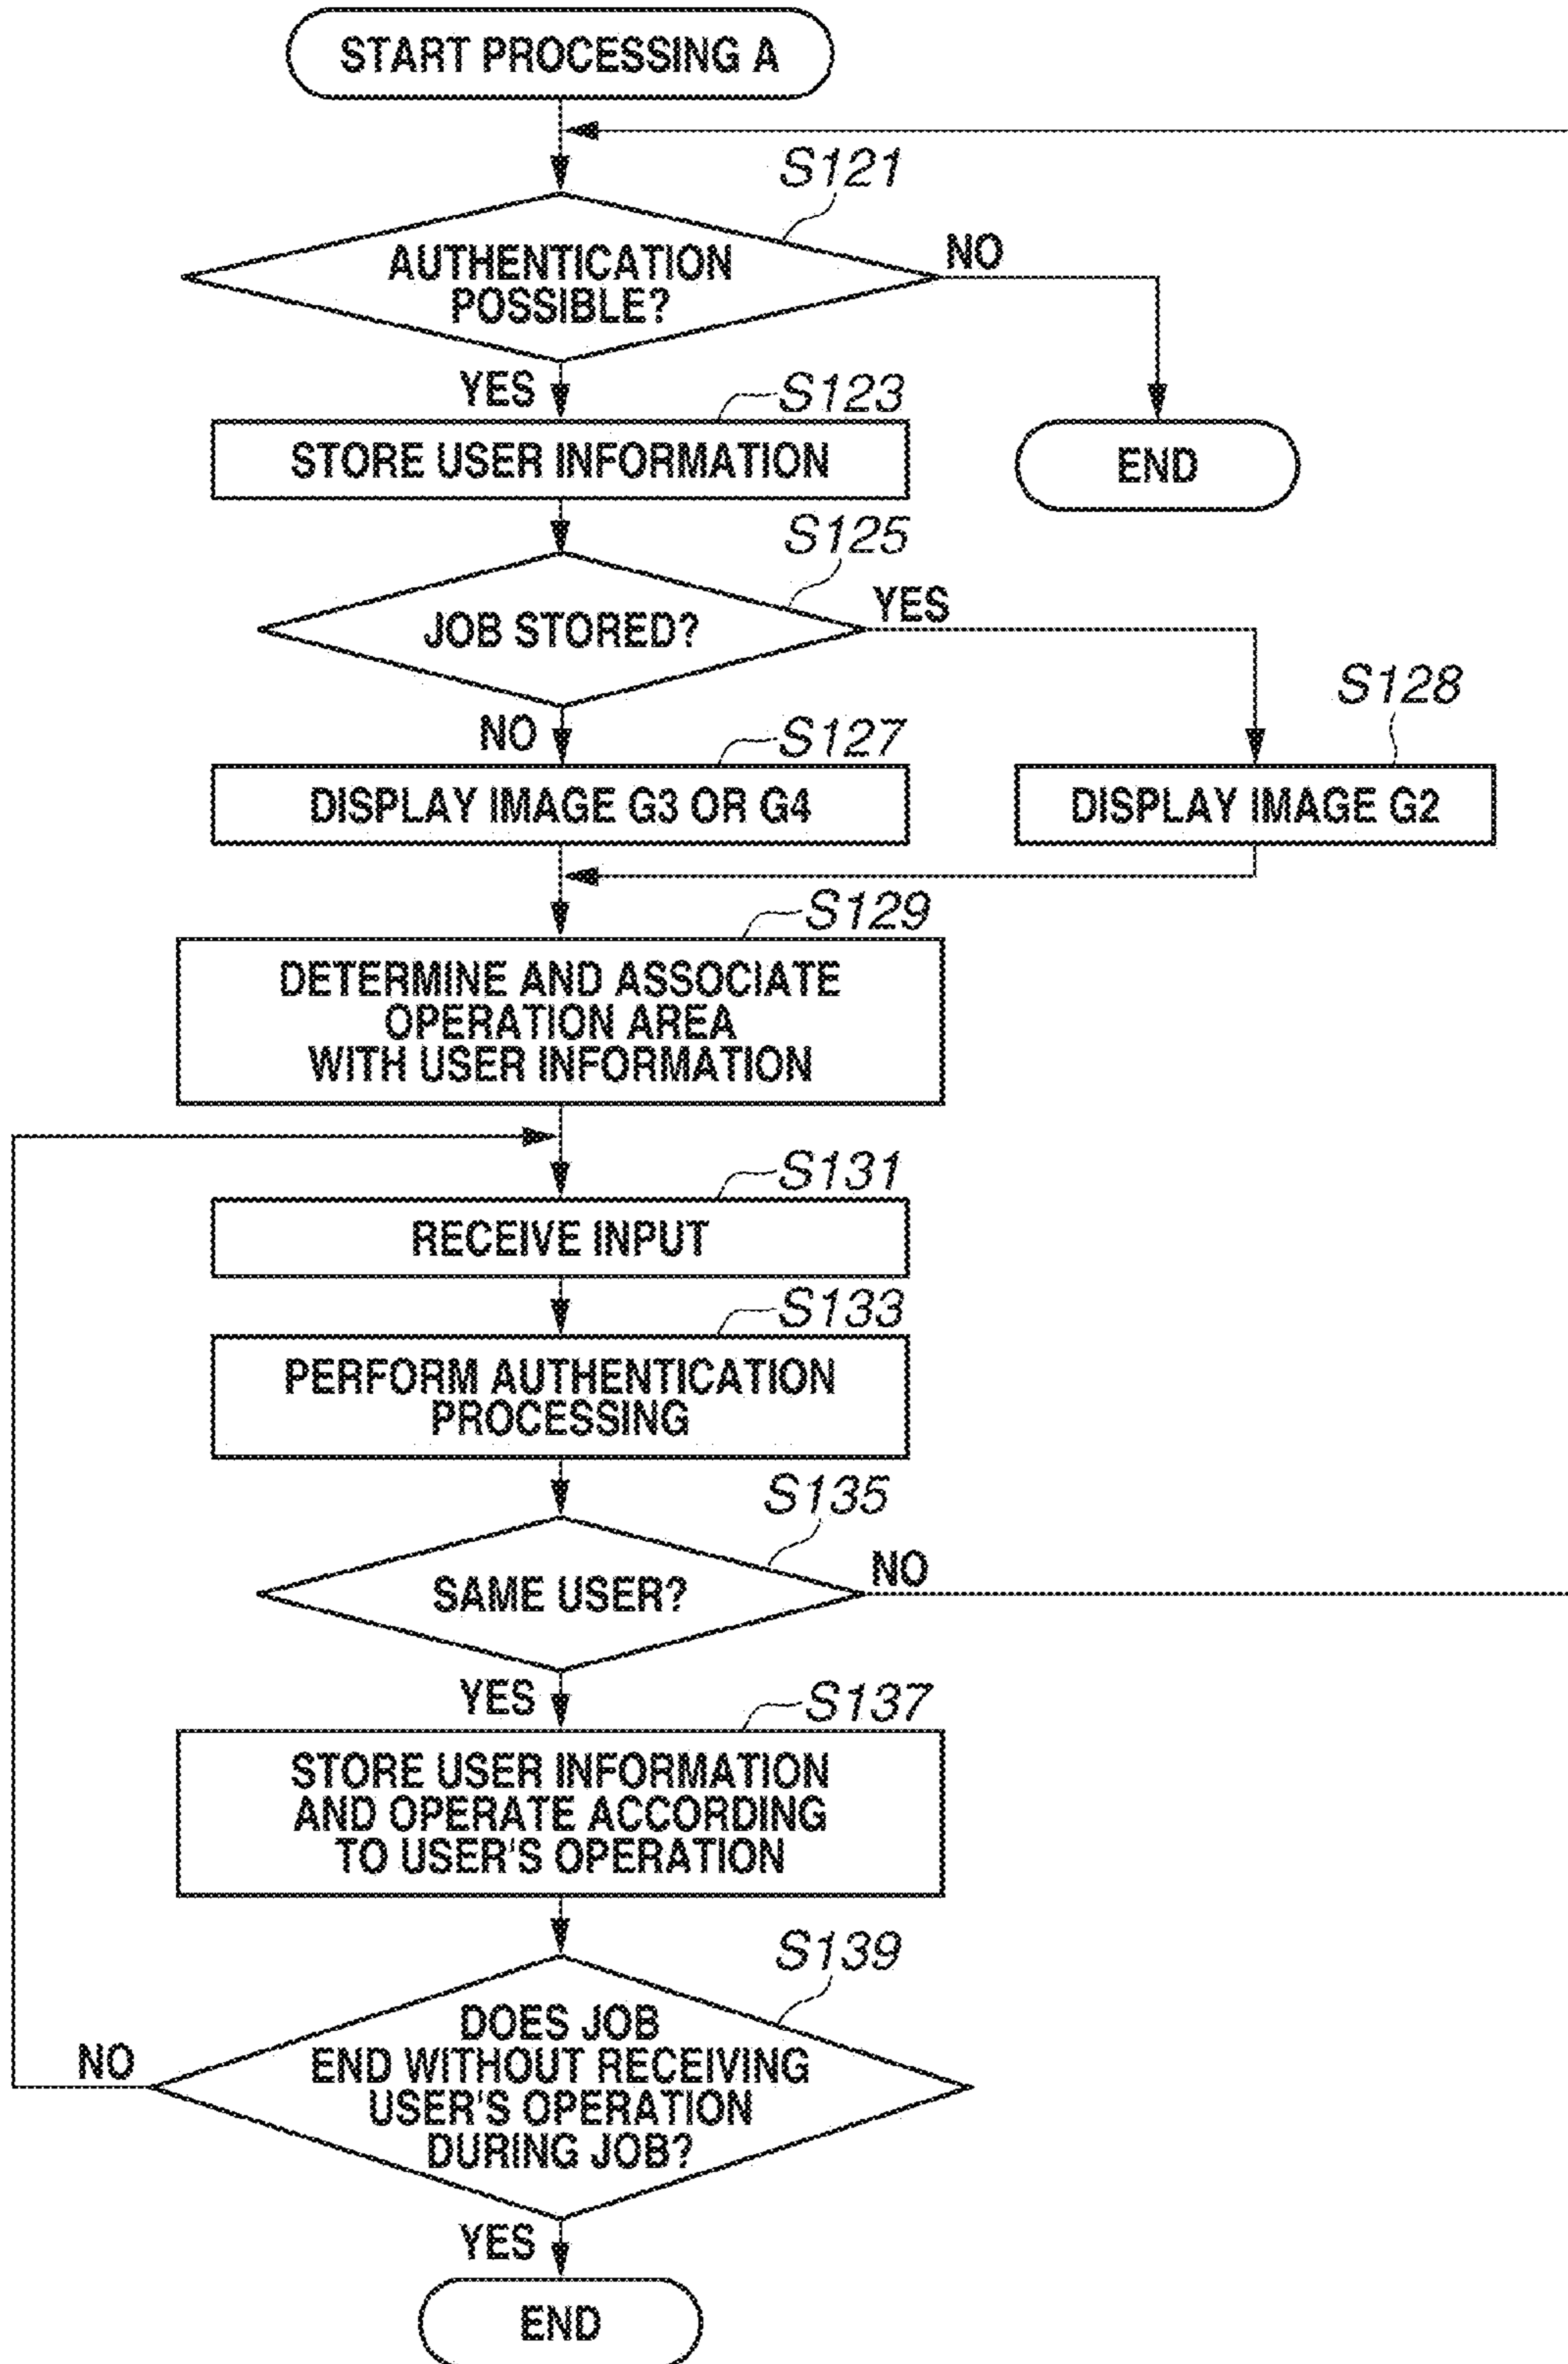 START PROCESSING A
S121
AUTHENTICATION
POSSIBLE?
NO
YES
S123
STORE USER INFORMATION
END
S125
JOB STORED?
YES
S128
NO
S127
DISPLAY IMAGE G3 OR G4
DISPLAY IMAGE G2
S129
DETERMINE AND ASSOCIATE
OPERATION AREA
WITH USER INFORMATION
S131
RECEIVE INPUT
S133
PERFORM AUTHENTICATION
PROCESSING
S135
SAME USER?
NO
YES
S137
STORE USER INFORMATION
AND OPERATE ACCORDING
TO USER'S OPERATION
S139
DOES JOB
END WITHOUT RECEIVING
USER'S OPERATION
DURING JOB?
NO
YES
END